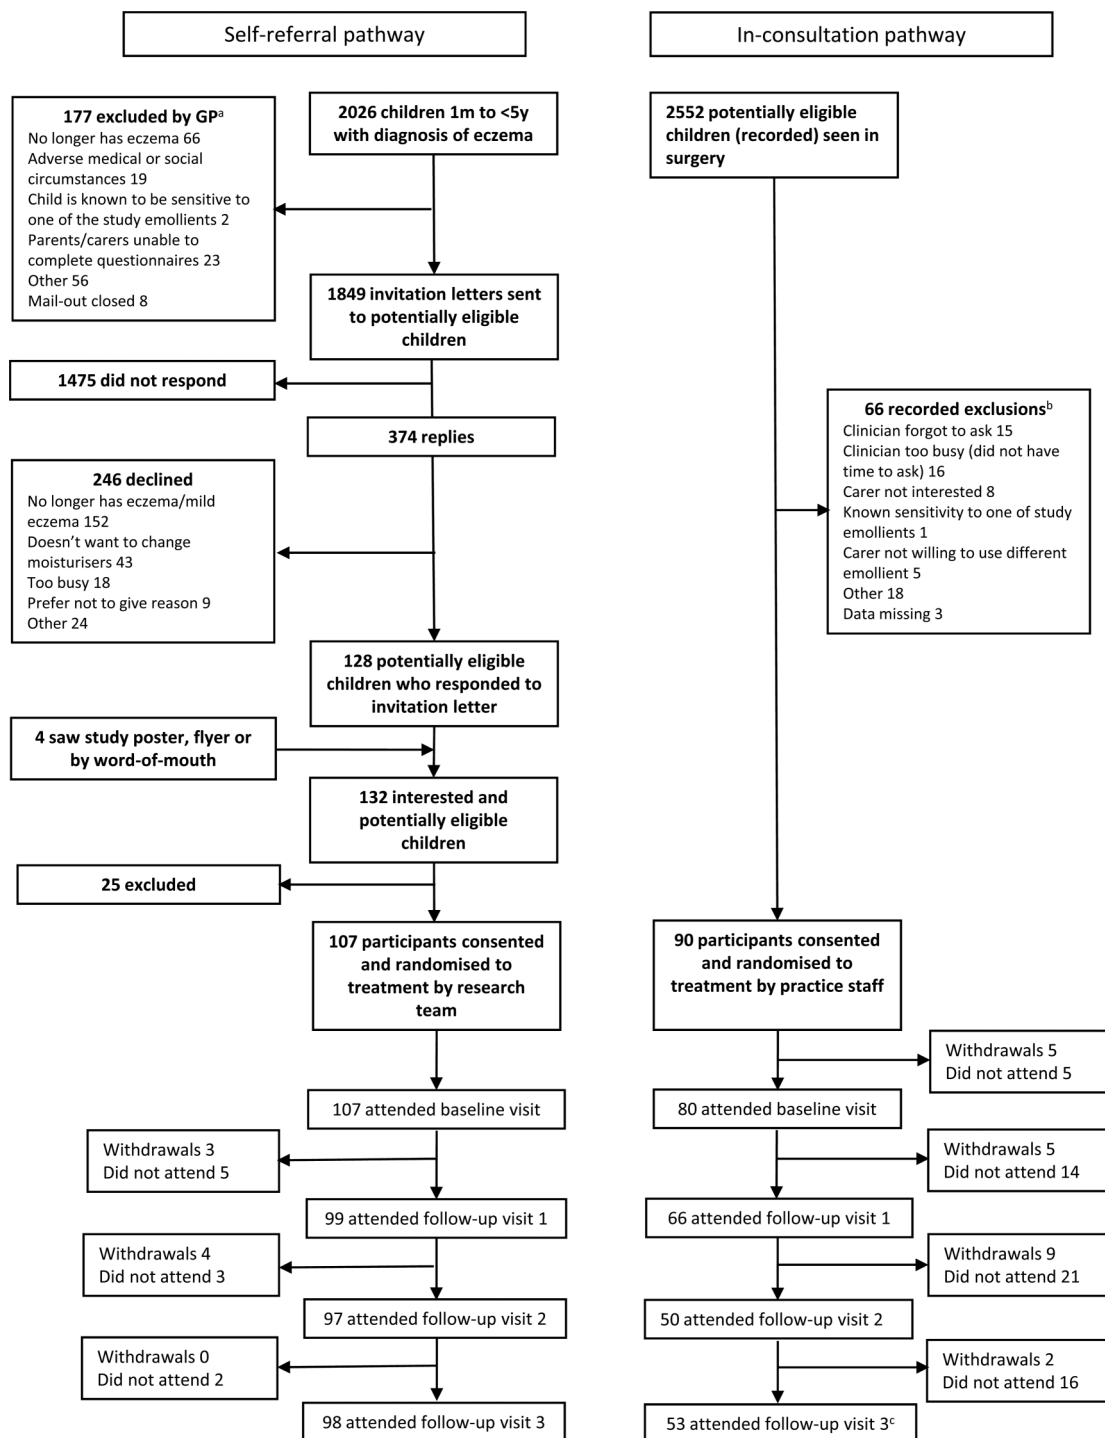 Self-referral pathway
In-consultation pathway
177 excluded by GPᵃ
No longer has eczema 66
Adverse medical or social
circumstances 19
Child is known to be sensitive to
one of the study emollients 2
Parents/carers unable to
complete questionnaires 23
Other 56
Mail-out closed 8
2026 children 1m to <5y
with diagnosis of eczema
2552 potentially eligible
children (recorded) seen in
surgery
1849 invitation letters sent
to potentially eligible
children
1475 did not respond
374 replies
66 recorded exclusionsᵇ
Clinician forgot to ask 15
Clinician too busy (did not have
time to ask) 16
Carer not interested 8
Known sensitivity to one of study
emollients 1
Carer not willing to use different
emollient 5
Other 18
Data missing 3
246 declined
No longer has eczema/mild
eczema 152
Doesn't want to change
moisturisers 43
Too busy 18
Prefer not to give reason 9
Other 24
128 potentially eligible
children who responded to
invitation letter
4 saw study poster, flyer or
by word-of-mouth
132 interested and
potentially eligible
children
25 excluded
107 participants consented
and randomised to
treatment by research
team
90 participants consented
and randomised to
treatment by practice staff
Withdrawals 5
Did not attend 5
107 attended baseline visit
80 attended baseline visit
Withdrawals 3
Did not attend 5
Withdrawals 5
Did not attend 14
99 attended follow-up visit 1
66 attended follow-up visit 1
Withdrawals 4
Did not attend 3
Withdrawals 9
Did not attend 21
97 attended follow-up visit 2
50 attended follow-up visit 2
Withdrawals 0
Did not attend 2
Withdrawals 2
Did not attend 16
98 attended follow-up visit 3
53 attended follow-up visit 3ᶜ